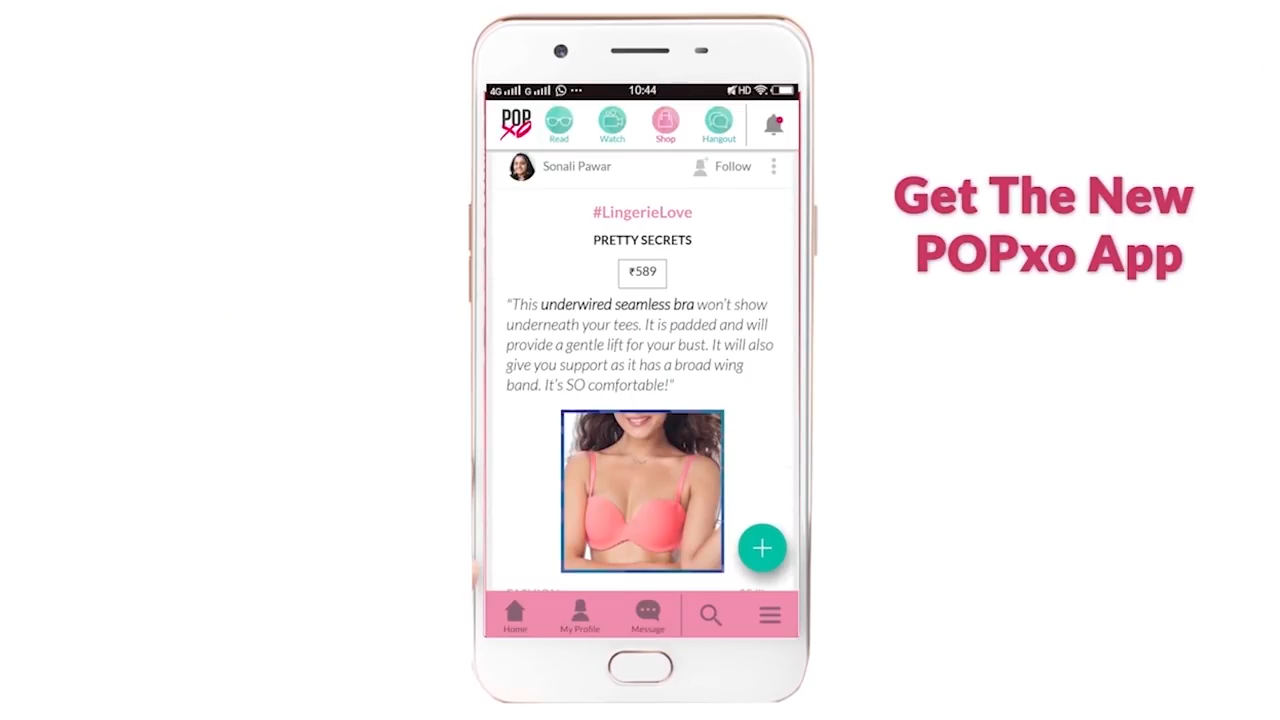 4G G 10:44 HD
POP
xo
Read Watch Shop Hangout
Sonali Pawar Follow
#LingerieLove
PRETTY SECRETS
₹589
"This underwired seamless bra won't show
underneath your tees. It is padded and will
provide a gentle lift for your bust. It will also
give you support as it has a broad wing
band. It's SO comfortable!"
Home My Profile Message
Get The New
POPxo App